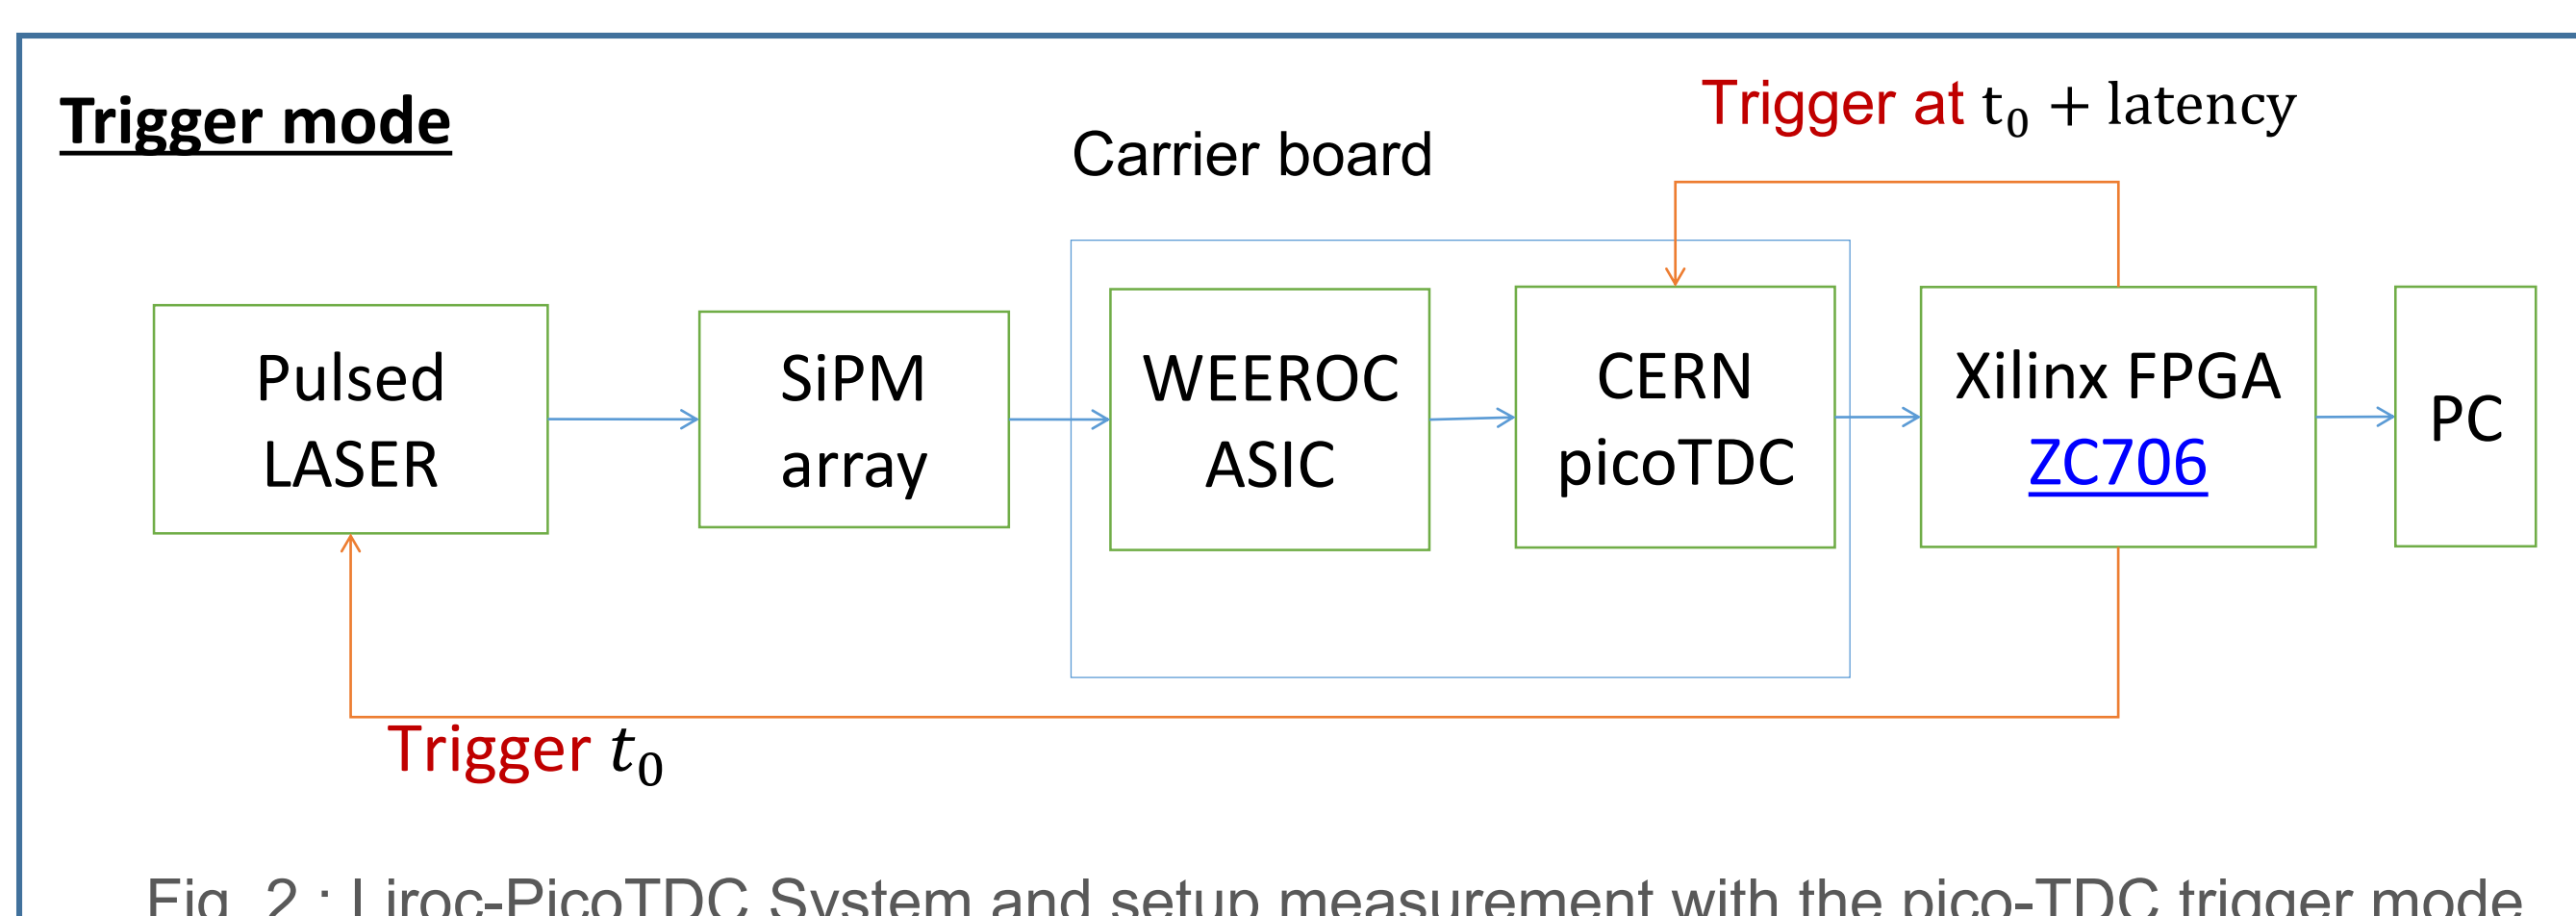 Trigger mode
Trigger at t₀ + latency
Carrier board
Pulsed
LASER
SiPM
array
WEEROC
ASIC
CERN
picoTDC
Xilinx FPGA
ZC706
PC
Trigger t₀
Fig. 2 : Liroc-PicoTDC System and setup measurement with the pico-TDC trigger mode